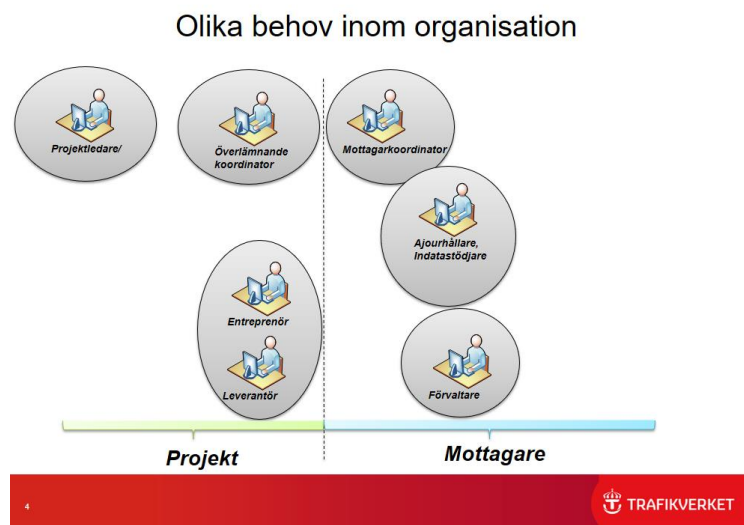 Olika behov inom organisation
Projektledare/
Överlämnande
koordinator
Mottagarkoordinator
Ajourhållare,
Indatastödjare
Entreprenör
Leverantör
Förvaltare
Projekt
Mottagare
4
TRAFIKVERKET